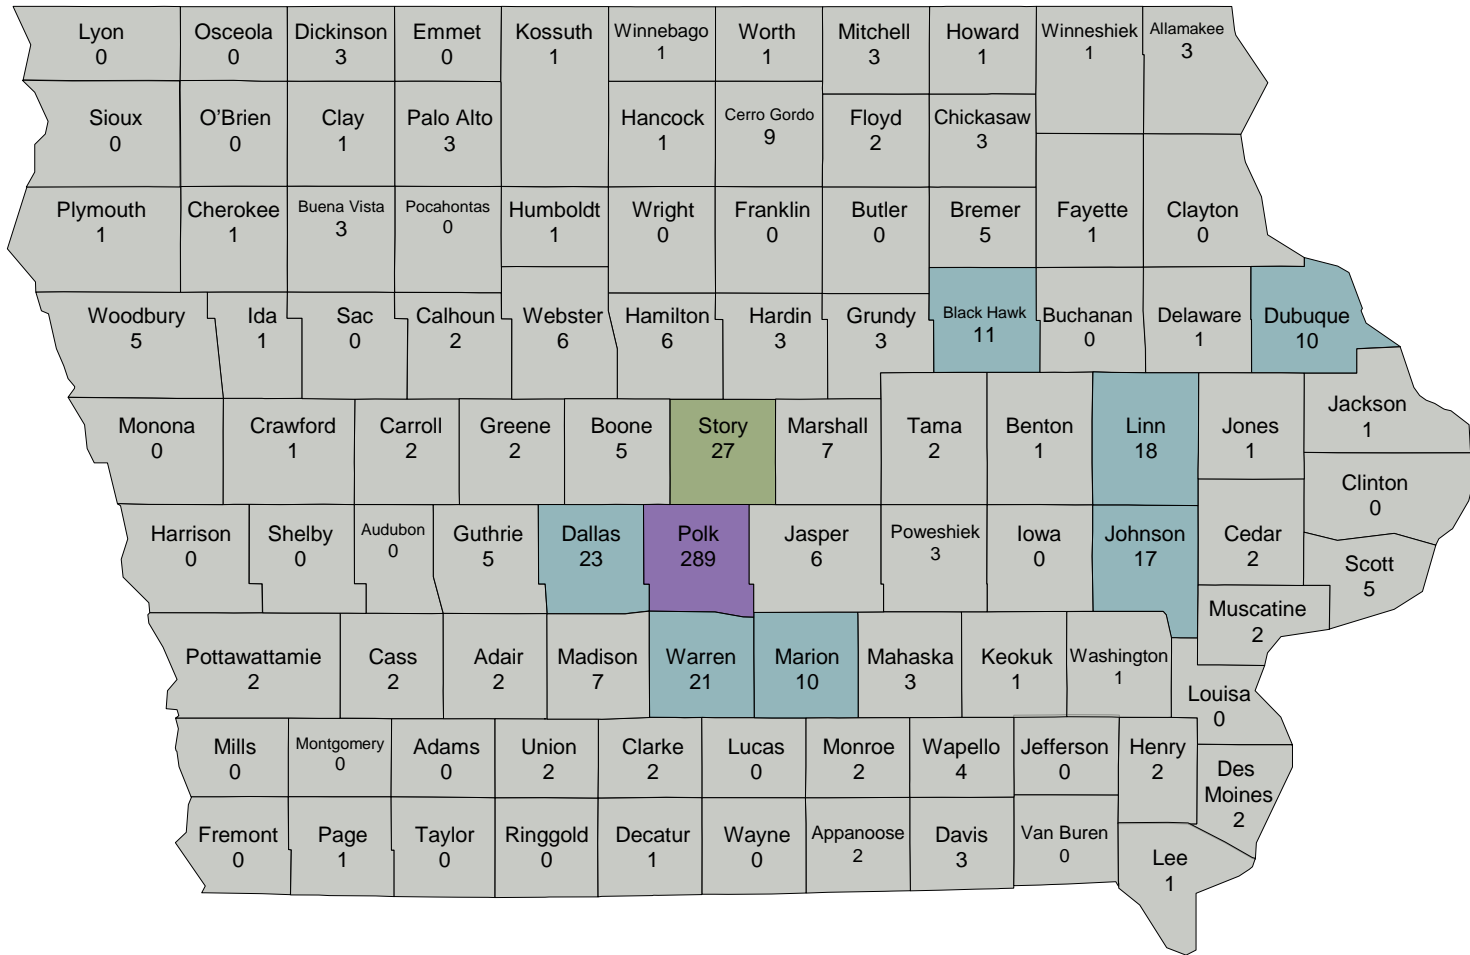 Lyon
0
Osceola
0
Dickinson
3
Emmet
0
Kossuth
1
Winnebago
1
Worth
1
Mitchell
3
Howard
1
Winneshiek
1
Allamakee
3
Sioux
0
O'Brien
0
Clay
1
Palo Alto
3
Hancock
1
Cerro Gordo
9
Floyd
2
Chickasaw
3
Plymouth
1
Cherokee
1
Buena Vista
3
Pocahontas
0
Humboldt
1
Wright
0
Franklin
0
Butler
0
Bremer
5
Fayette
1
Clayton
0
Woodbury
5
Ida
1
Sac
0
Calhoun
2
Webster
6
Hamilton
6
Hardin
3
Grundy
3
Black Hawk
11
Buchanan
0
Delaware
1
Dubuque
10
Monona
0
Crawford
1
Carroll
2
Greene
2
Boone
5
Story
27
Marshall
7
Tama
2
Benton
1
Linn
18
Jones
1
Jackson
1
Clinton
0
Harrison
0
Shelby
0
Audubon
0
Guthrie
5
Dallas
23
Polk
289
Jasper
6
Poweshiek
3
Iowa
0
Johnson
17
Cedar
2
Scott
5
Muscatine
2
Pottawattamie
2
Cass
2
Adair
2
Madison
7
Warren
21
Marion
10
Mahaska
3
Keokuk
1
Washington
1
Louisa
0
Mills
0
Montgomery
0
Adams
0
Union
2
Clarke
2
Lucas
0
Monroe
2
Wapello
4
Jefferson
0
Henry
2
Des
Moines
2
Fremont
0
Page
1
Taylor
0
Ringgold
0
Decatur
1
Wayne
0
Appanoose
2
Davis
3
Van Buren
0
Lee
1